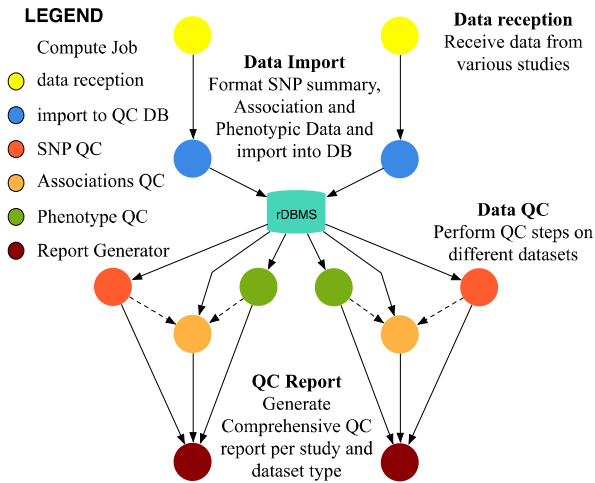 LEGEND
Compute Job
data reception
import to QC DB
SNP QC
Associations QC
Phenotype QC
Report Generator
Data reception
Receive data from
various studies
Data Import
Format SNP summary,
Association and
Phenotypic Data and
import into DB
rDBMS
Data QC
Perform QC steps on
different datasets
QC Report
Generate
Comprehensive QC
report per study and
dataset type